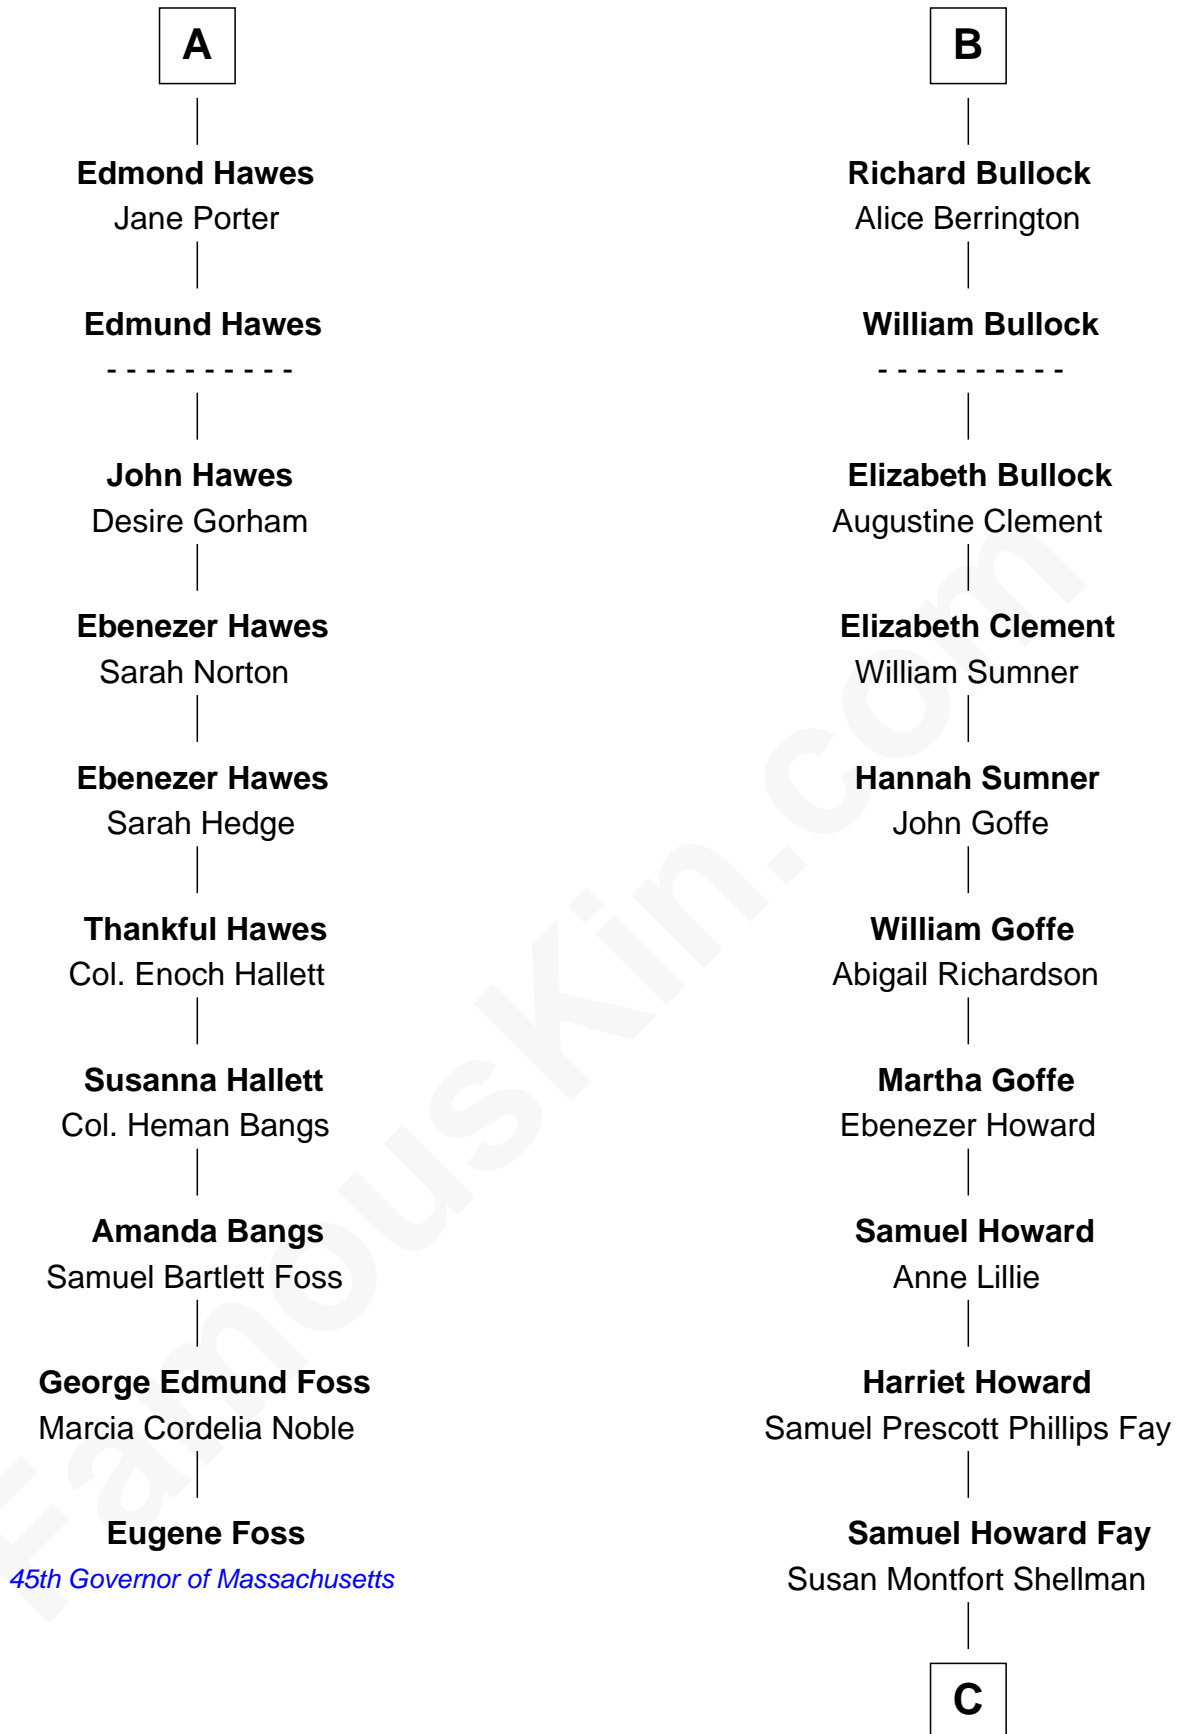 A
Edmond Hawes
Jane Porter
Edmund Hawes
- - - - - - - - - -
John Hawes
Desire Gorham
Ebenezer Hawes
Sarah Norton
Ebenezer Hawes
Sarah Hedge
Thankful Hawes
Col. Enoch Hallett
Susanna Hallett
Col. Heman Bangs
Amanda Bangs
Samuel Bartlett Foss
George Edmund Foss
Marcia Cordelia Noble
Eugene Foss
45th Governor of Massachusetts
B
Richard Bullock
Alice Berrington
William Bullock
- - - - - - - - - -
Elizabeth Bullock
Augustine Clement
Elizabeth Clement
William Sumner
Hannah Sumner
John Goffe
William Goffe
Abigail Richardson
Martha Goffe
Ebenezer Howard
Samuel Howard
Anne Lillie
Harriet Howard
Samuel Prescott Phillips Fay
Samuel Howard Fay
Susan Montfort Shellman
C
FamousKin.com